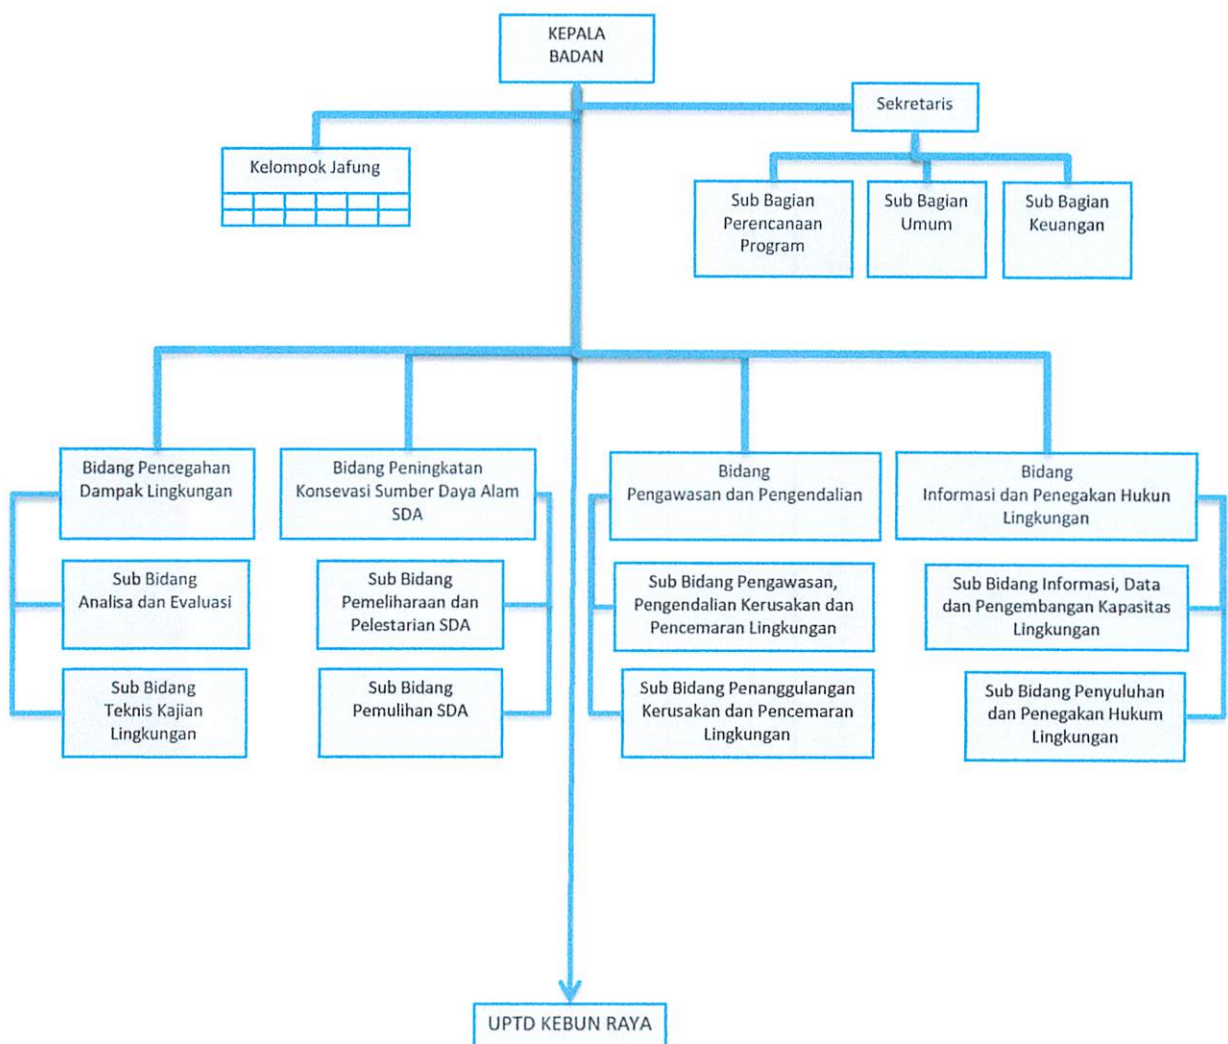 KEPALA
BADAN
Sekretaris
Kelompok Jafung
Sub Bagian
Perencanaan
Program
Sub Bagian
Umum
Sub Bagian
Keuangan
Bidang Pencegahan
Dampak Lingkungan
Bidang Peningkatan
Konsevasi Sumber Daya Alam
SDA
Bidang
Pengawasan dan Pengendalian
Bidang
Informasi dan Penegakan Hukun
Lingkungan
Sub Bidang
Analisa dan Evaluasi
Sub Bidang
Pemeliharaan dan
Pelestarian SDA
Sub Bidang Pengawasan,
Pengendalian Kerusakan dan
Pencemaran Lingkungan
Sub Bidang Informasi, Data
dan Pengembangan Kapasitas
Lingkungan
Sub Bidang
Teknis Kajian
Lingkungan
Sub Bidang
Pemulihan SDA
Sub Bidang Penanggulangan
Kerusakan dan Pencemaran
Lingkungan
Sub Bidang Penyuluhan
dan Penegakan Hukum
Lingkungan
UPTD KEBUN RAYA